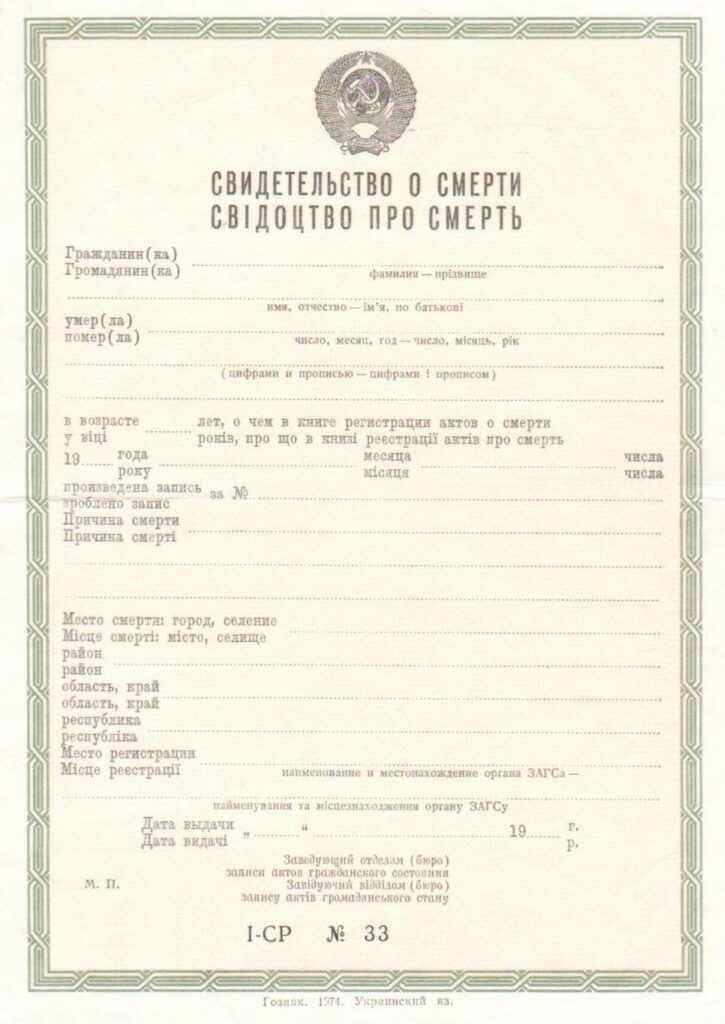 СВИДЕТЕЛЬСТВО О СМЕРТИ
СВІДОЦТВО ПРО СМЕРТЬ
Гражданин(ка)
Громадянин(ка)
фамилия — прізвище
имя, отчество — ім’я, по батькові
умер(ла)
помер(ла)
число, месяц, год — число, місяць, рік
(цифрами и прописью — цифрами і прописом)
в возрасте лет, о чем в книге регистрации актов о смерти
у віці років, про що в книзі реєстрації актів про смерть
19 года месяца числа
року місяця числа
произведена запись за №
зроблено запис
Причина смерти
Причина смерті
Место смерти: город, селение
Місце смерті: місто, селище
район
район
область, край
область, край
республика
республіка
Место регистрации
Місце реєстрації
наименование и местонахождение органа ЗАГСа —
найменування та місцезнаходження органу ЗАГСу
Дата выдачи „ “ 19 г.
Дата видачі р.
Заведующий отделом (бюро)
записи актов гражданского состояния
М. П. Завідуючий відділом (бюро)
запису актів громадянського стану
I-СР № 33
Гознак. 1974. Украинский яз.